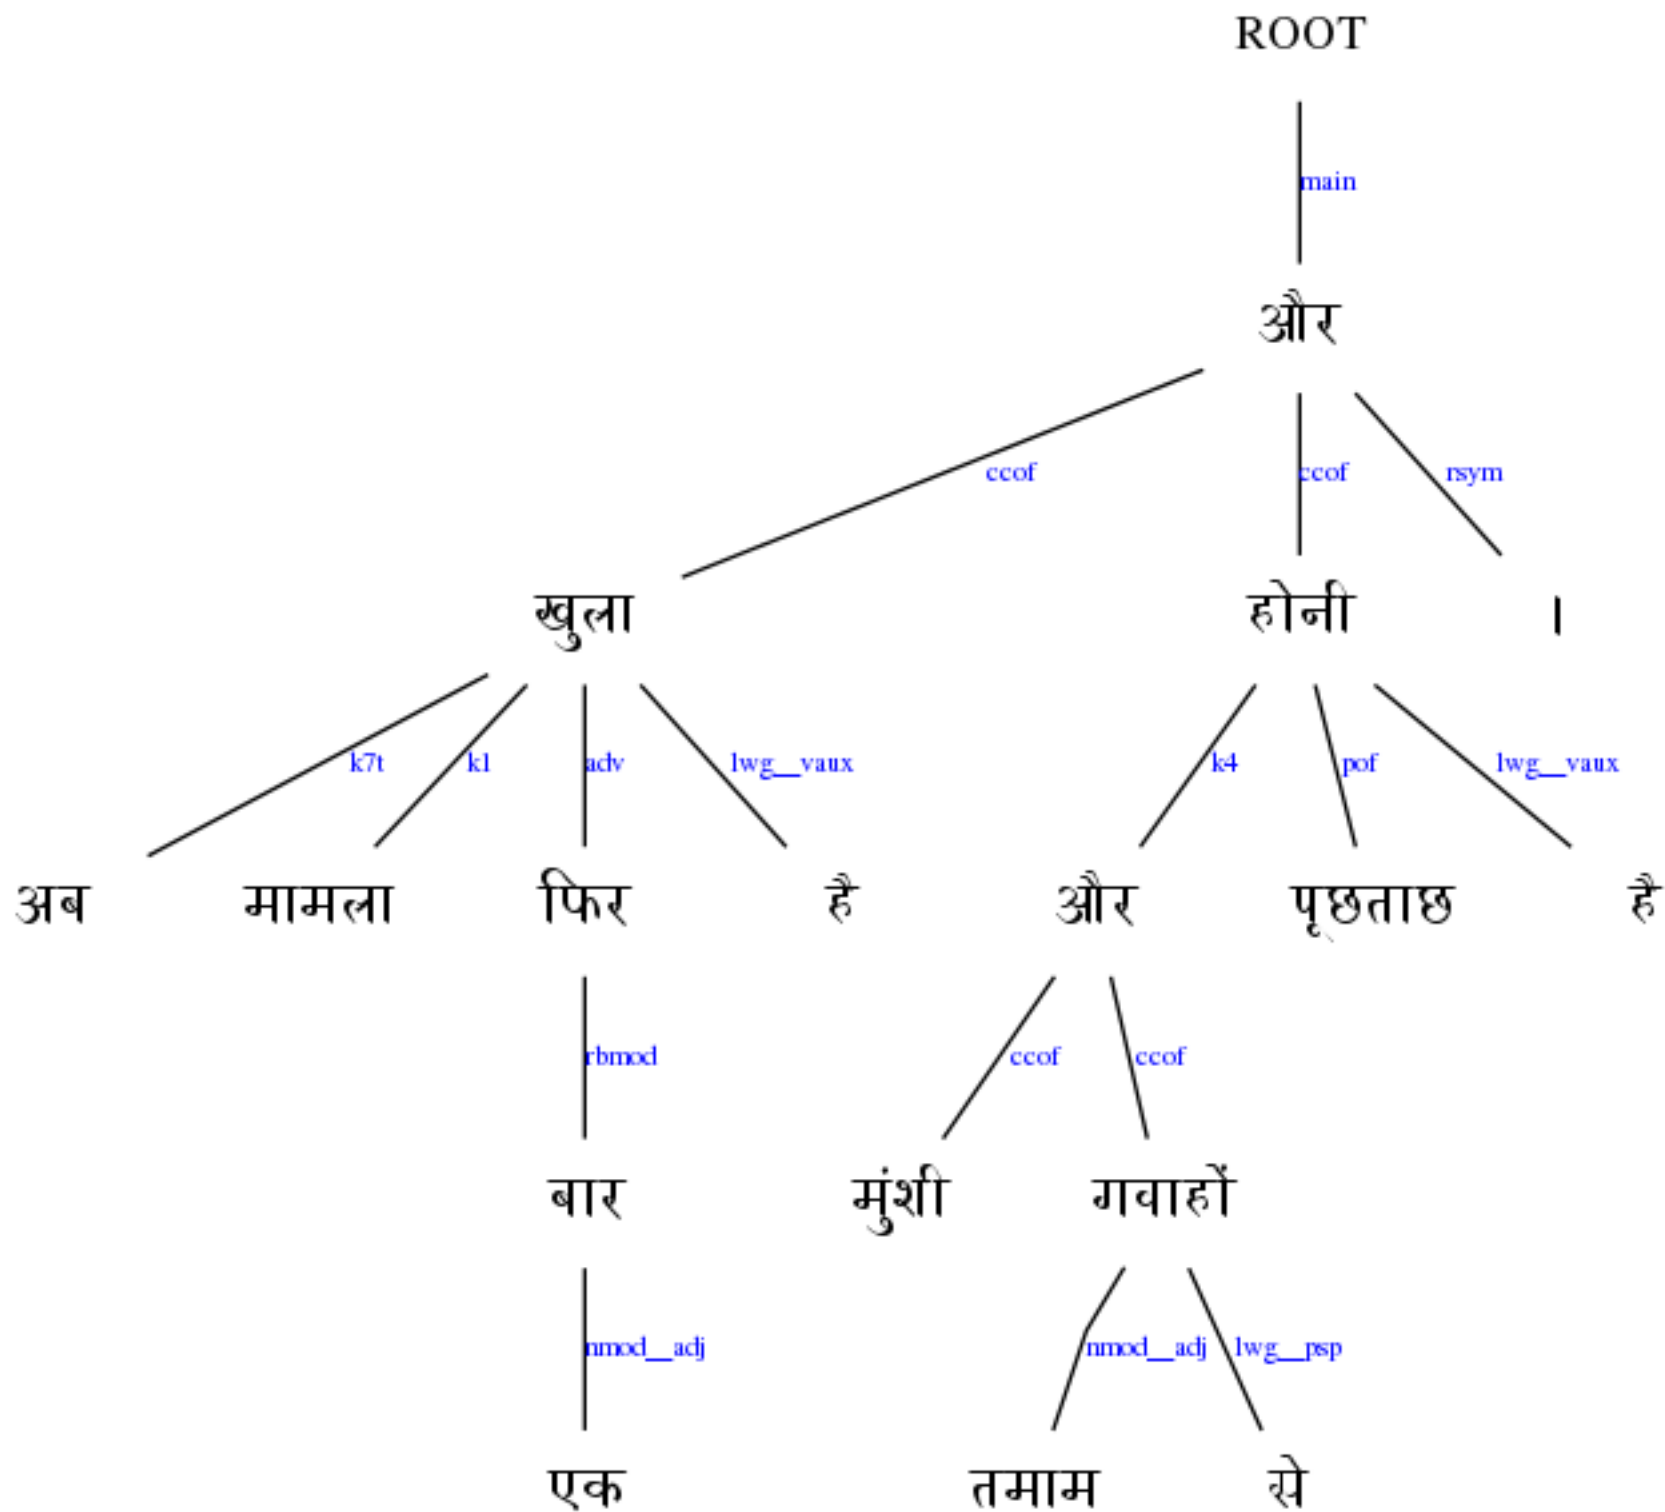 ROOT
main
और
ccof ccof rsym
खुला होनी ।
k7t k1 adv lwg__vaux k4 pof lwg__vaux
अब मामला फिर है और पूछताछ है
rbmod ccof ccof
बार मुंशी गवाहों
nmod__adj nmod__adj lwg__psp
एक तमाम से